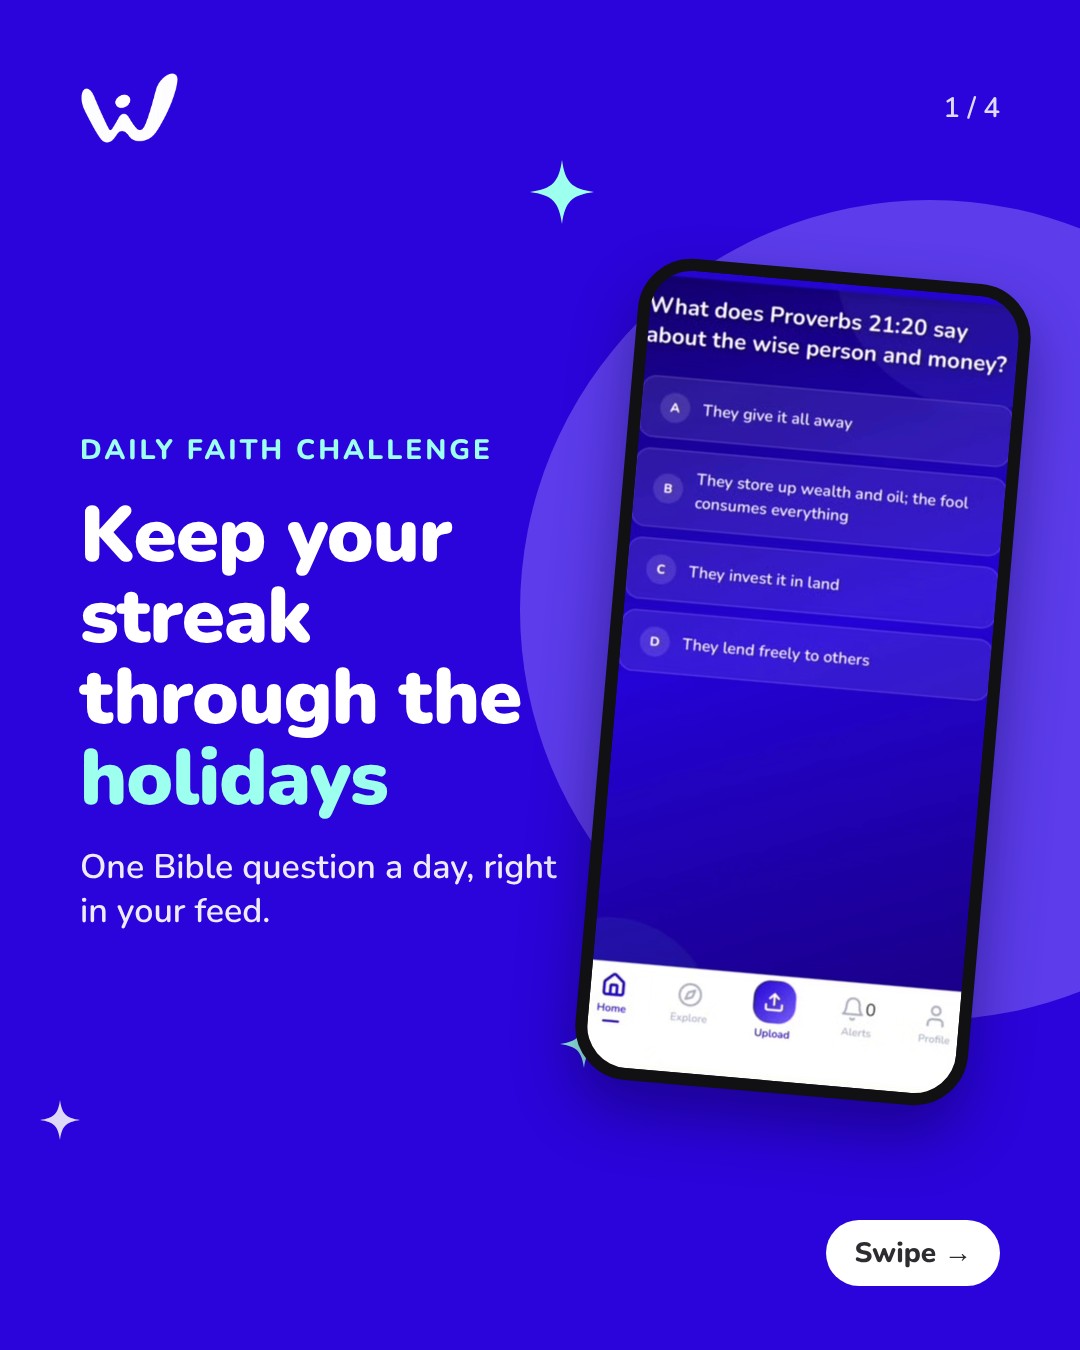 1 / 4
DAILY FAITH CHALLENGE
Keep your
streak
through the
holidays
One Bible question a day, right
in your feed.
What does Proverbs 21:20 say
about the wise person and money?
A They give it all away
B They store up wealth and oil; the fool
consumes everything
C They invest it in land
D They lend freely to others
Home
Explore
Upload
0
Alerts
Profile
Swipe →